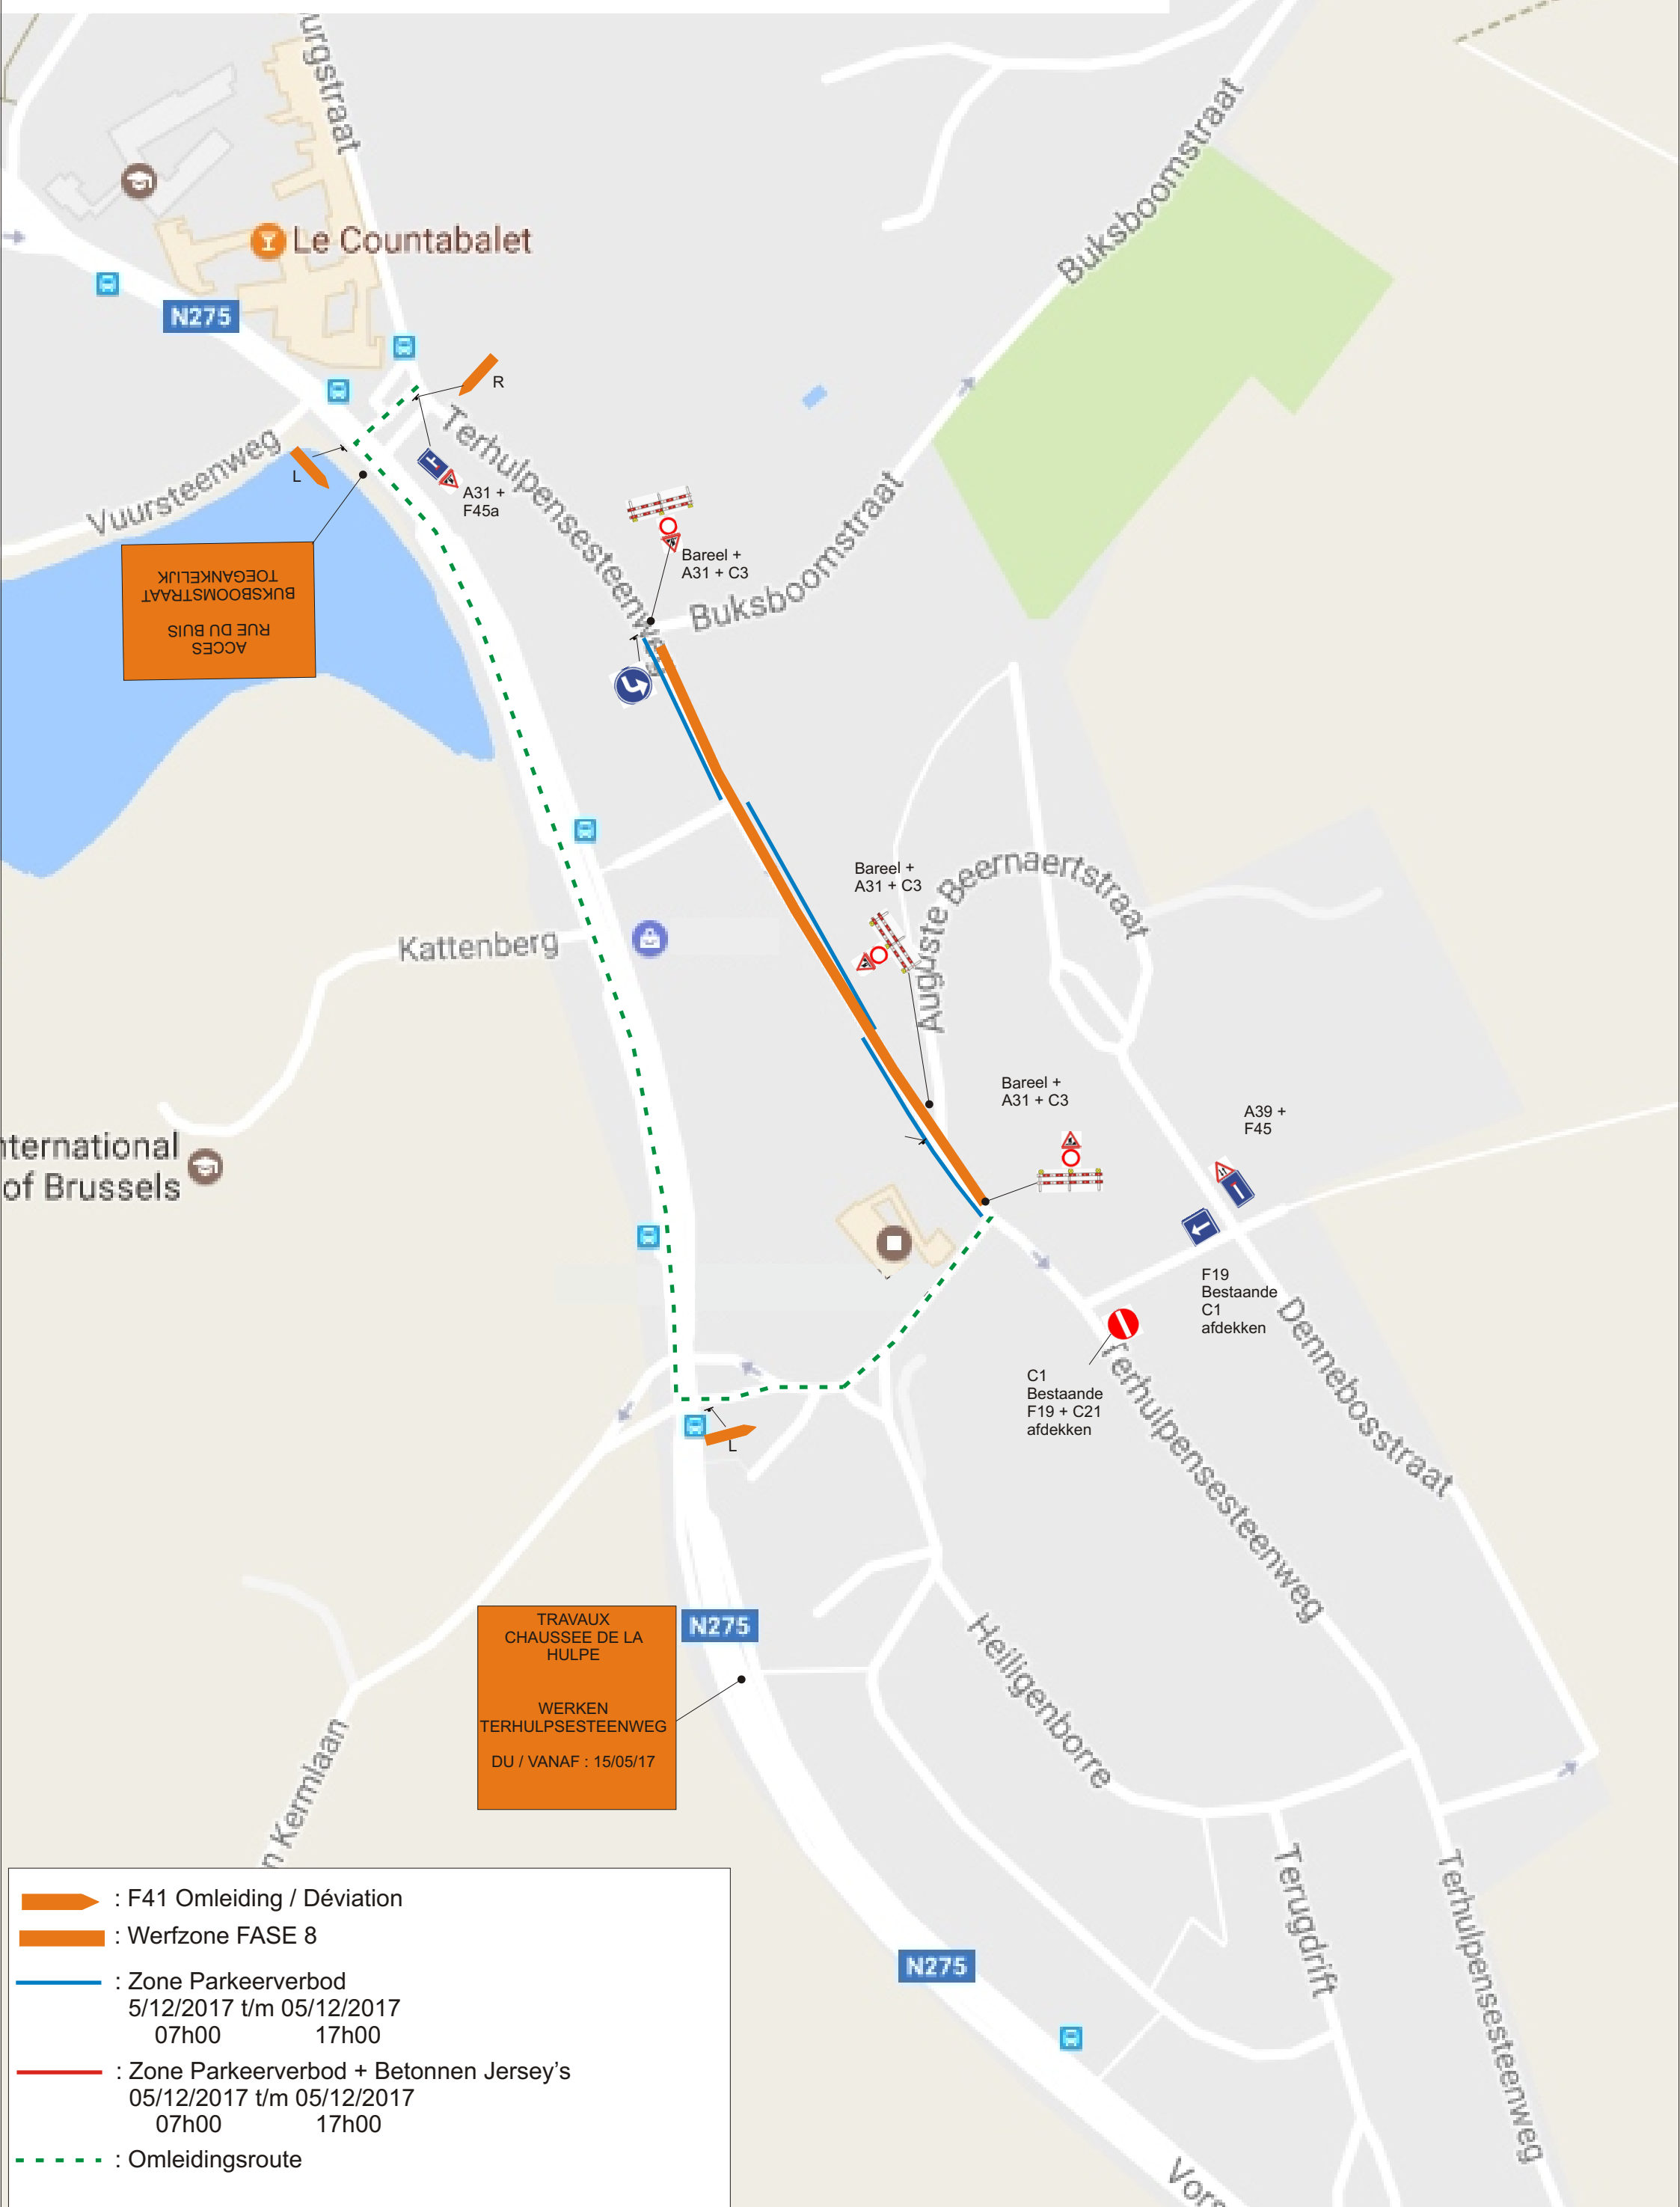 urgstraat
Le Countabalet
N275
R
Terhulpensesteenweg
Vuursteenweg
L
A31 +
F45a
Bareel +
A31 + C3
Buksboomstraat
Buksboomstraat
ACCES
RUE DU BUIS
BUKSBOOMSTRAAT
TOEGANKELIJK
Bareel +
A31 + C3
Auguste Beernaertstraat
Kattenberg
Bareel +
A31 + C3
A39 +
F45
nternational
of Brussels
F19
Bestaande
C1
afdekken
C1
Bestaande
F19 + C21
afdekken
Dennebosstraat
Terhulpensesteenweg
L
TRAVAUX
CHAUSSEE DE LA
HULPE
WERKEN
TERHULPSESTEENWEG
DU / VANAF : 15/05/17
N275
Heiligenborre
n Kermlaan
Terugdrift
Terhulpensesteenweg
N275
Vors
: F41 Omleiding / Déviation
: Werfzone FASE 8
: Zone Parkeerverbod
5/12/2017 t/m 05/12/2017
07h00 17h00
: Zone Parkeerverbod + Betonnen Jersey's
05/12/2017 t/m 05/12/2017
07h00 17h00
: Omleidingsroute